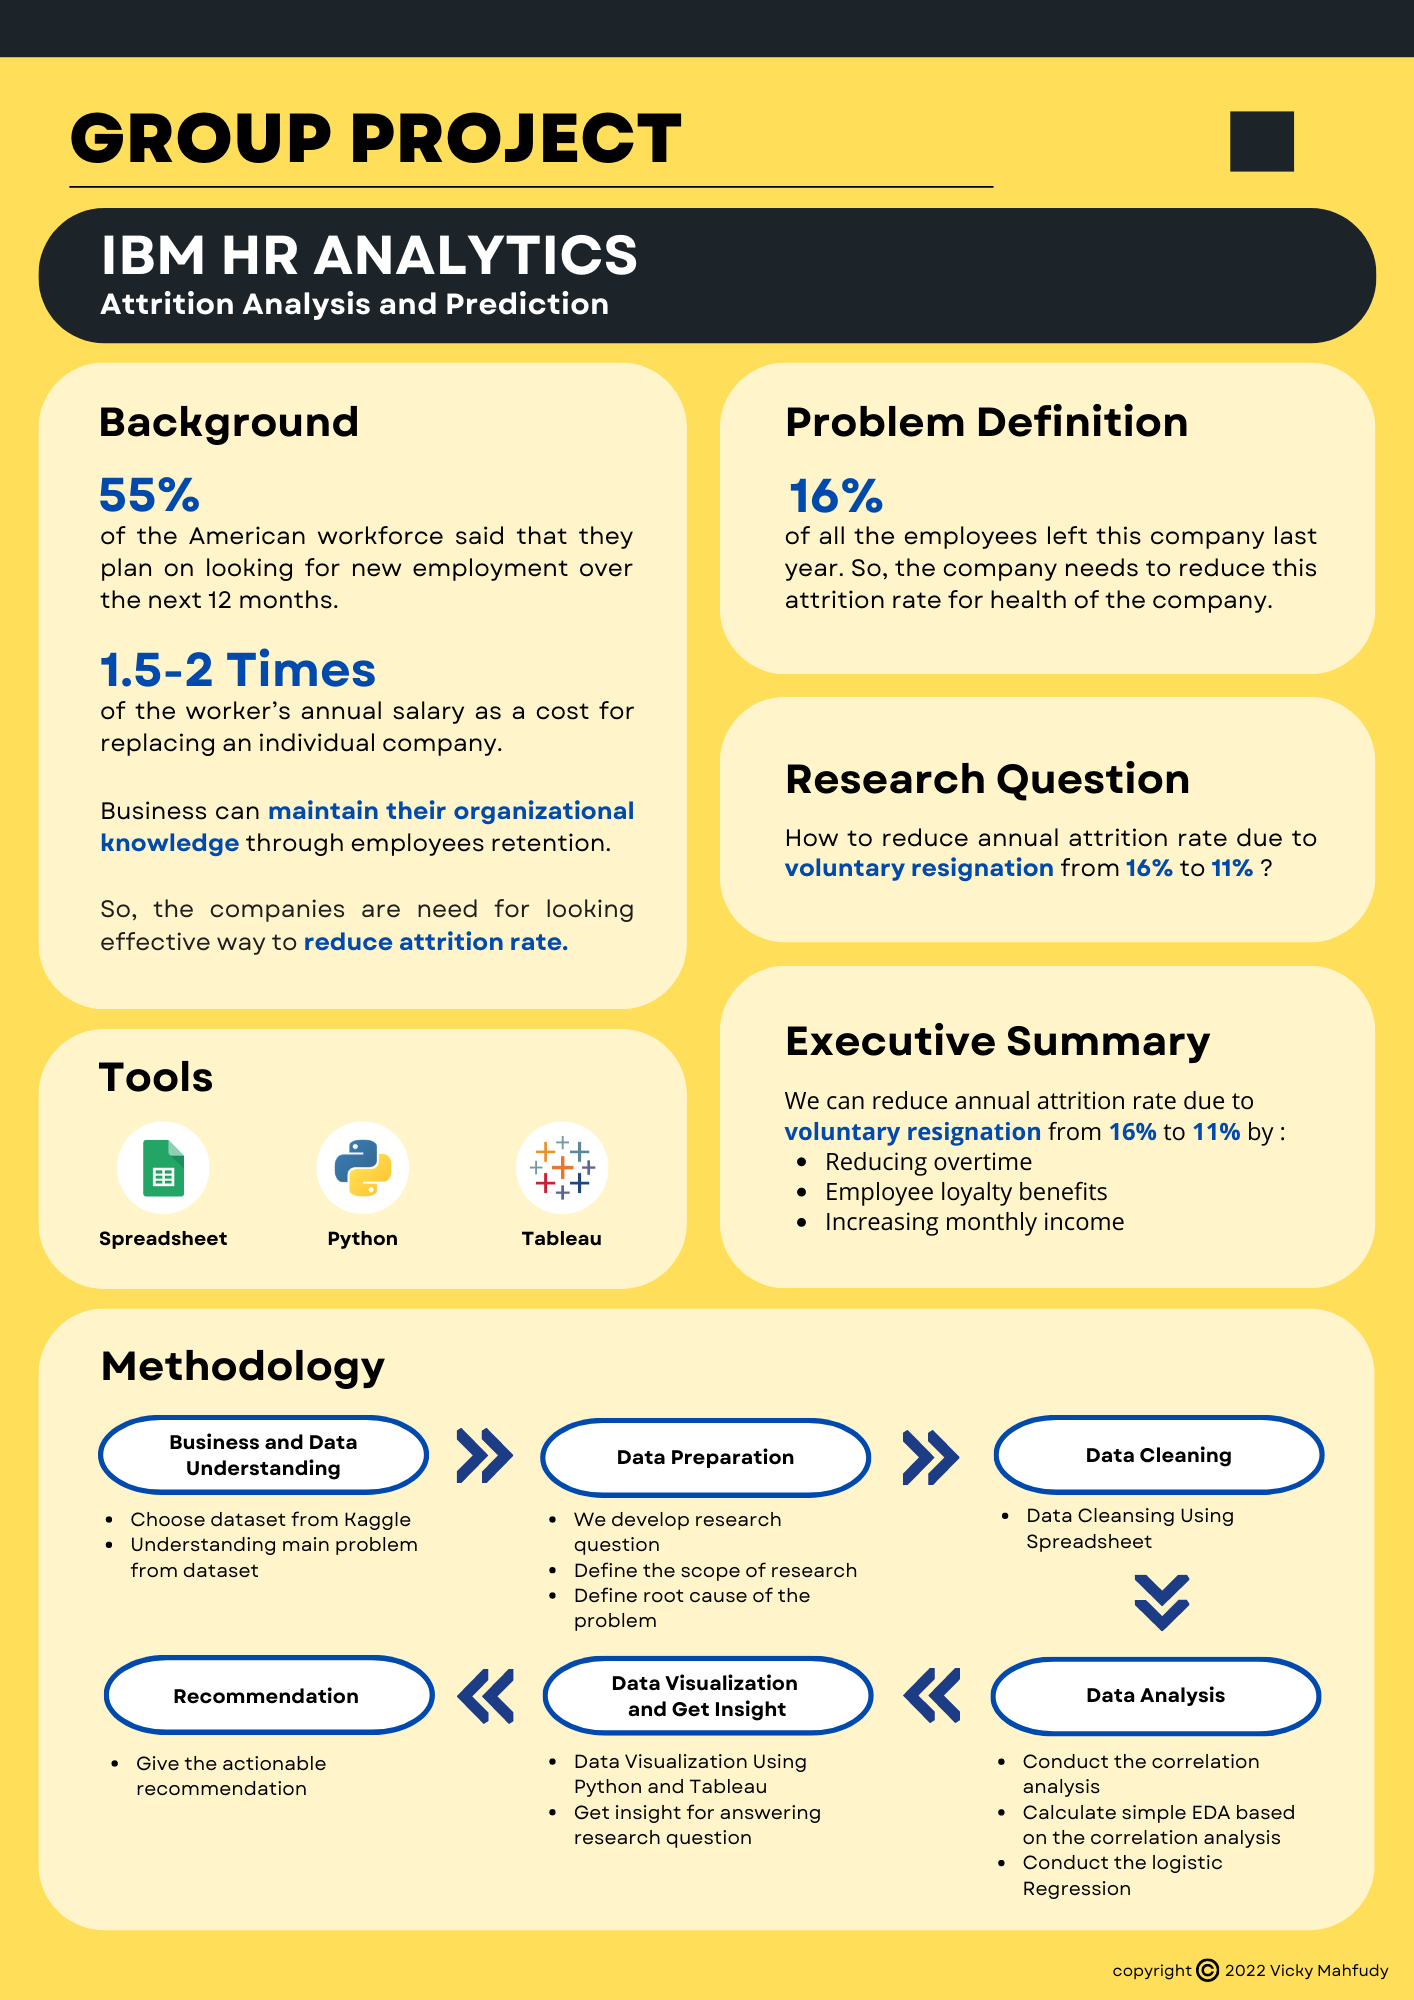 GROUP PROJECT
IBM HR ANALYTICS
Attrition Analysis and Prediction
Background
55%
of the American workforce said that they
plan on looking for new employment over
the next 12 months.
1.5-2 Times
of the worker's annual salary as a cost for
replacing an individual company.
Business can maintain their organizational
knowledge through employees retention.
So, the companies are need for looking
effective way to reduce attrition rate.
Problem Definition
16%
of all the employees left this company last
year. So, the company needs to reduce this
attrition rate for health of the company.
Research Question
How to reduce annual attrition rate due to
voluntary resignation from 16% to 11% ?
Tools
Spreadsheet
Python
Tableau
Executive Summary
We can reduce annual attrition rate due to
voluntary resignation from 16% to 11% by :
• Reducing overtime
• Employee loyalty benefits
• Increasing monthly income
Methodology
Business and Data
Understanding
• Choose dataset from Kaggle
• Understanding main problem
from dataset
Data Preparation
• We develop research
question
• Define the scope of research
• Define root cause of the
problem
Data Cleaning
• Data Cleansing Using
Spreadsheet
Data Analysis
• Conduct the correlation
analysis
• Calculate simple EDA based
on the correlation analysis
• Conduct the logistic
Regression
Data Visualization
and Get Insight
• Data Visualization Using
Python and Tableau
• Get insight for answering
research question
Recommendation
• Give the actionable
recommendation
copyright © 2022 Vicky Mahfudy